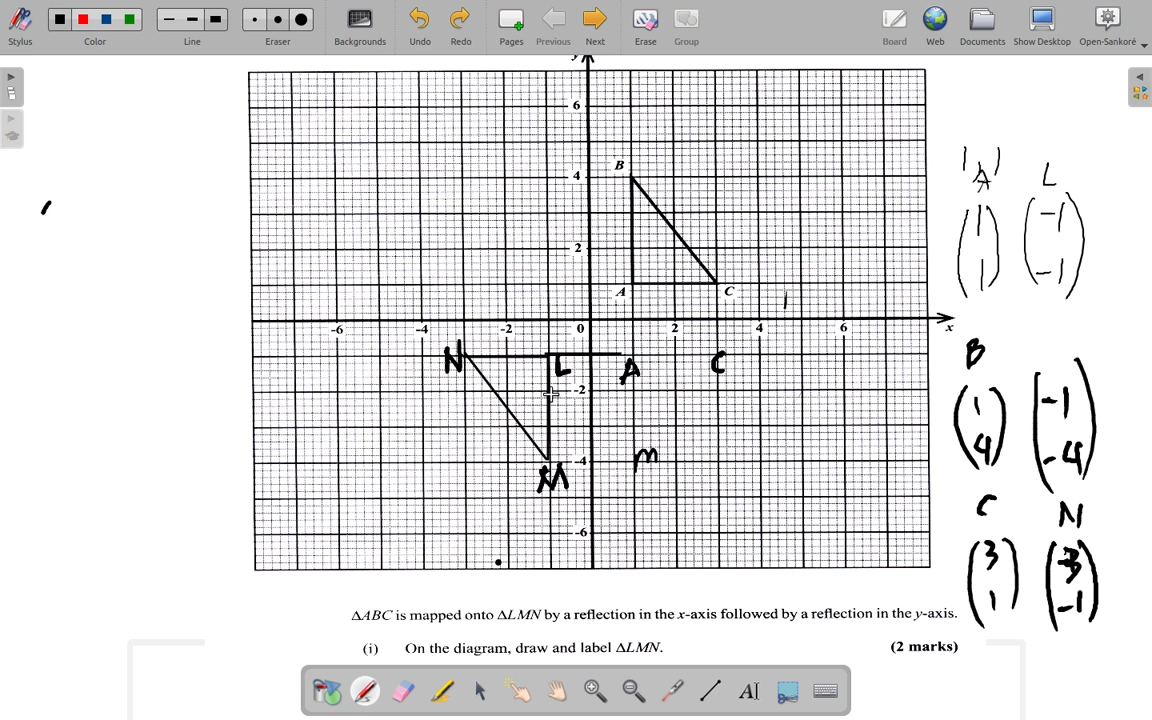 Stylus Color Line Eraser Backgrounds Undo Redo Pages Previous Next Erase Group Board Web Documents Show Desktop Open-Sankoré
y
6
B
4
2
A C
-6 -4 -2 0 2 4 6 x
N L A C
-2
M m -4
-6
A L
1 -1
1 -1
B
1 -1
4 -4
C N
3 -3
1 -1
ΔABC is mapped onto ΔLMN by a reflection in the x-axis followed by a reflection in the y-axis.
(i) On the diagram, draw and label ΔLMN. (2 marks)